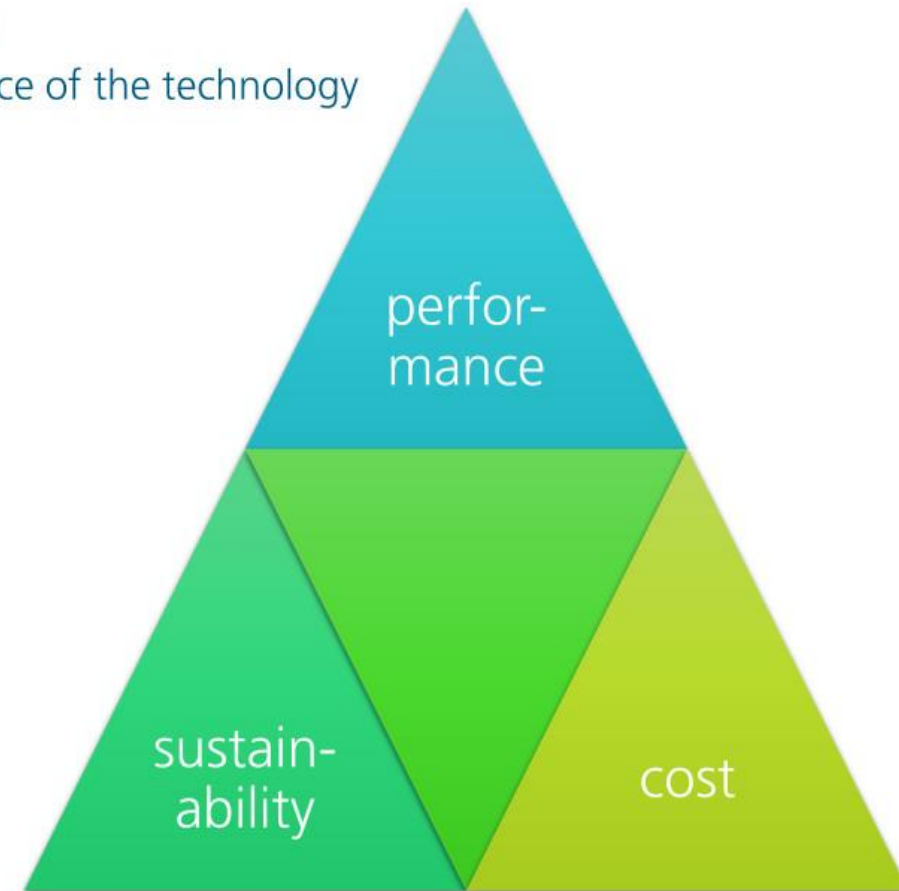 ce of the technology
perfor-
mance
sustain-
ability
cost